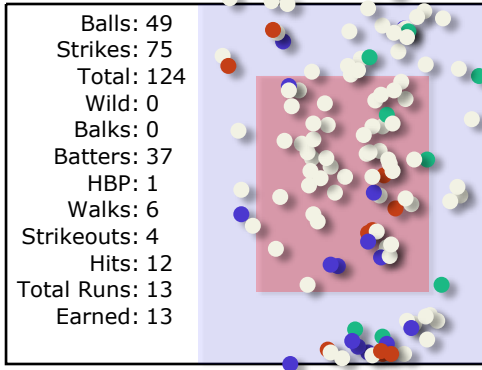 Balls: 49
Strikes: 75
Total: 124
Wild: 0
Balks: 0
Batters: 37
HBP: 1
Walks: 6
Strikeouts: 4
Hits: 12
Total Runs: 13
Earned: 13